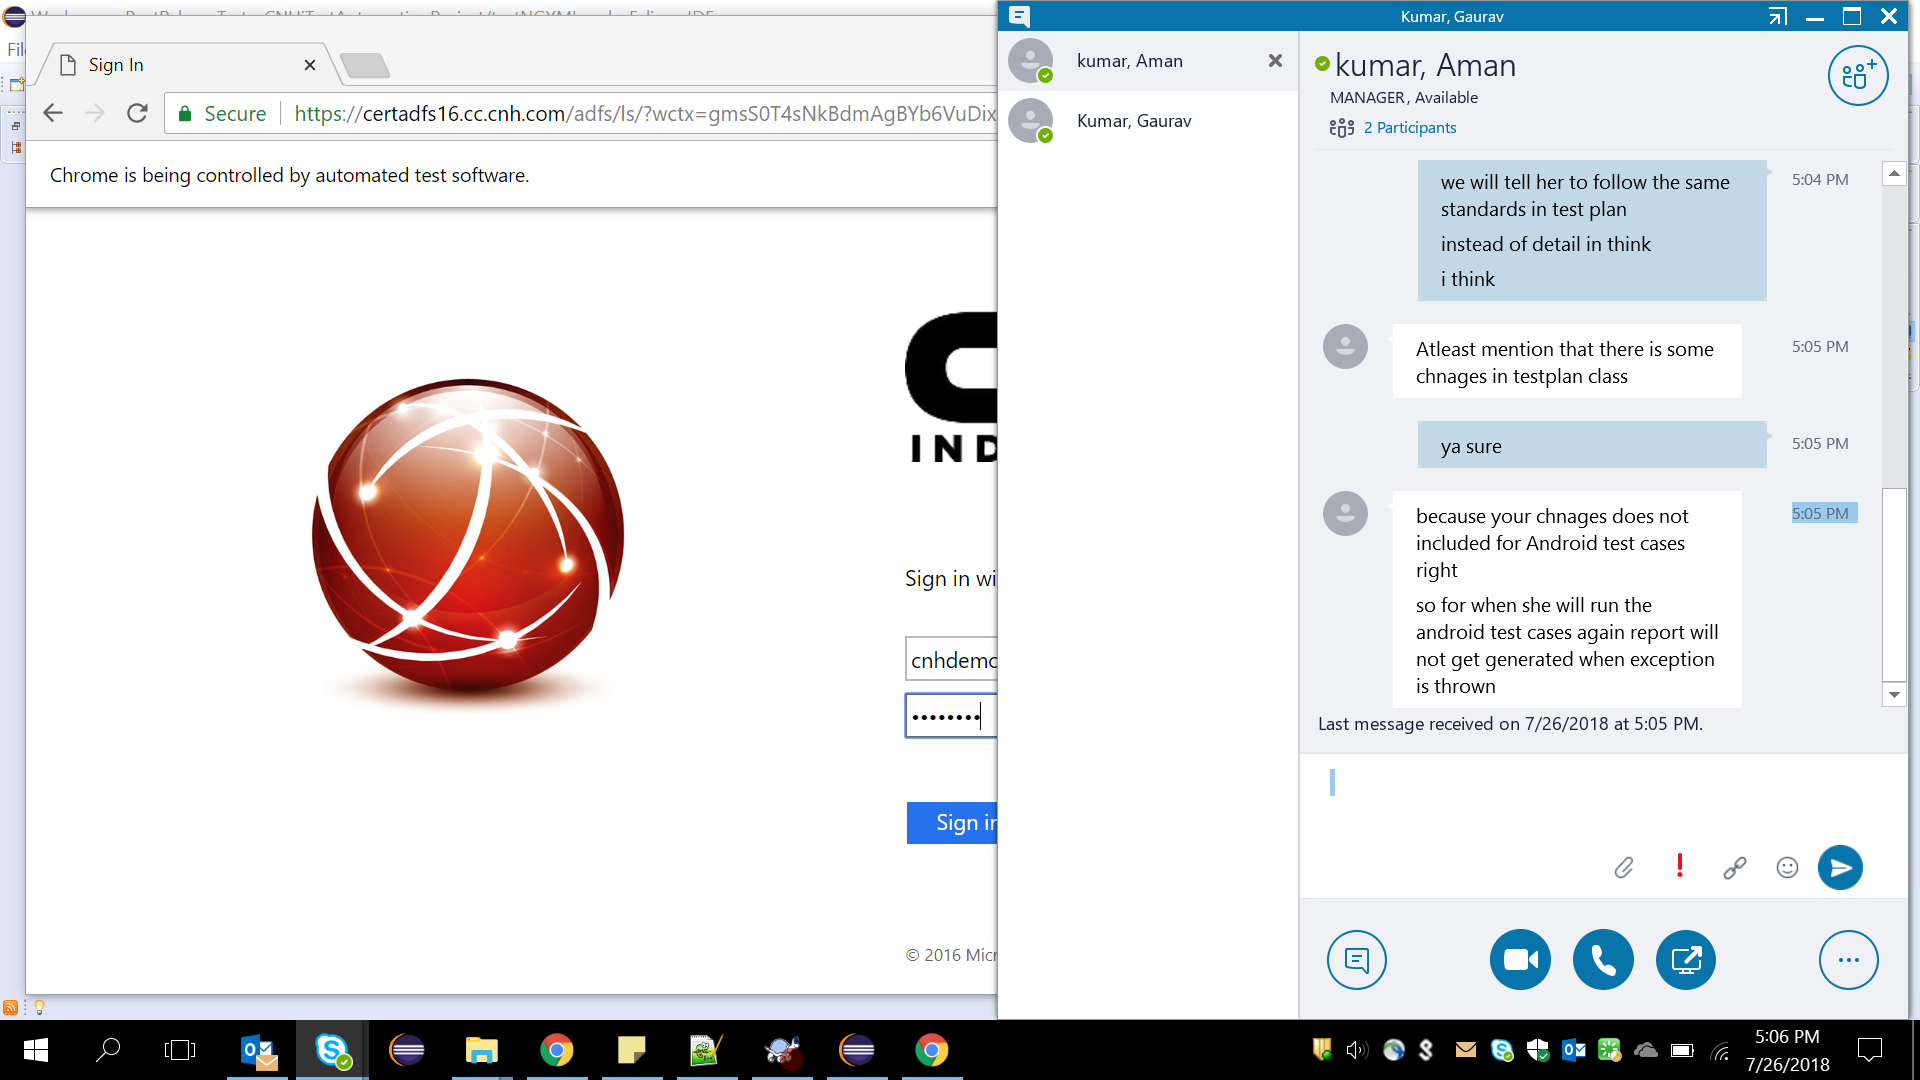 Fil
Sign In
Secure
https://certadfs16.cc.cnh.com/adfs/ls/?wctx=gmsS0T4sNkBdmAgBYb6VuDix
Chrome is being controlled by automated test software.
IND
Sign in wi
cnhdemo
••••••••
Sign in
© 2016 Micr
Kumar, Gaurav
kumar, Aman
Kumar, Gaurav
kumar, Aman
MANAGER, Available
2 Participants
we will tell her to follow the same
standards in test plan
instead of detail in think
i think
5:04 PM
Atleast mention that there is some
chnages in testplan class
5:05 PM
ya sure
5:05 PM
because your chnages does not
included for Android test cases
right
so for when she will run the
android test cases again report will
not get generated when exception
is thrown
5:05 PM
Last message received on 7/26/2018 at 5:05 PM.
5:06 PM
7/26/2018